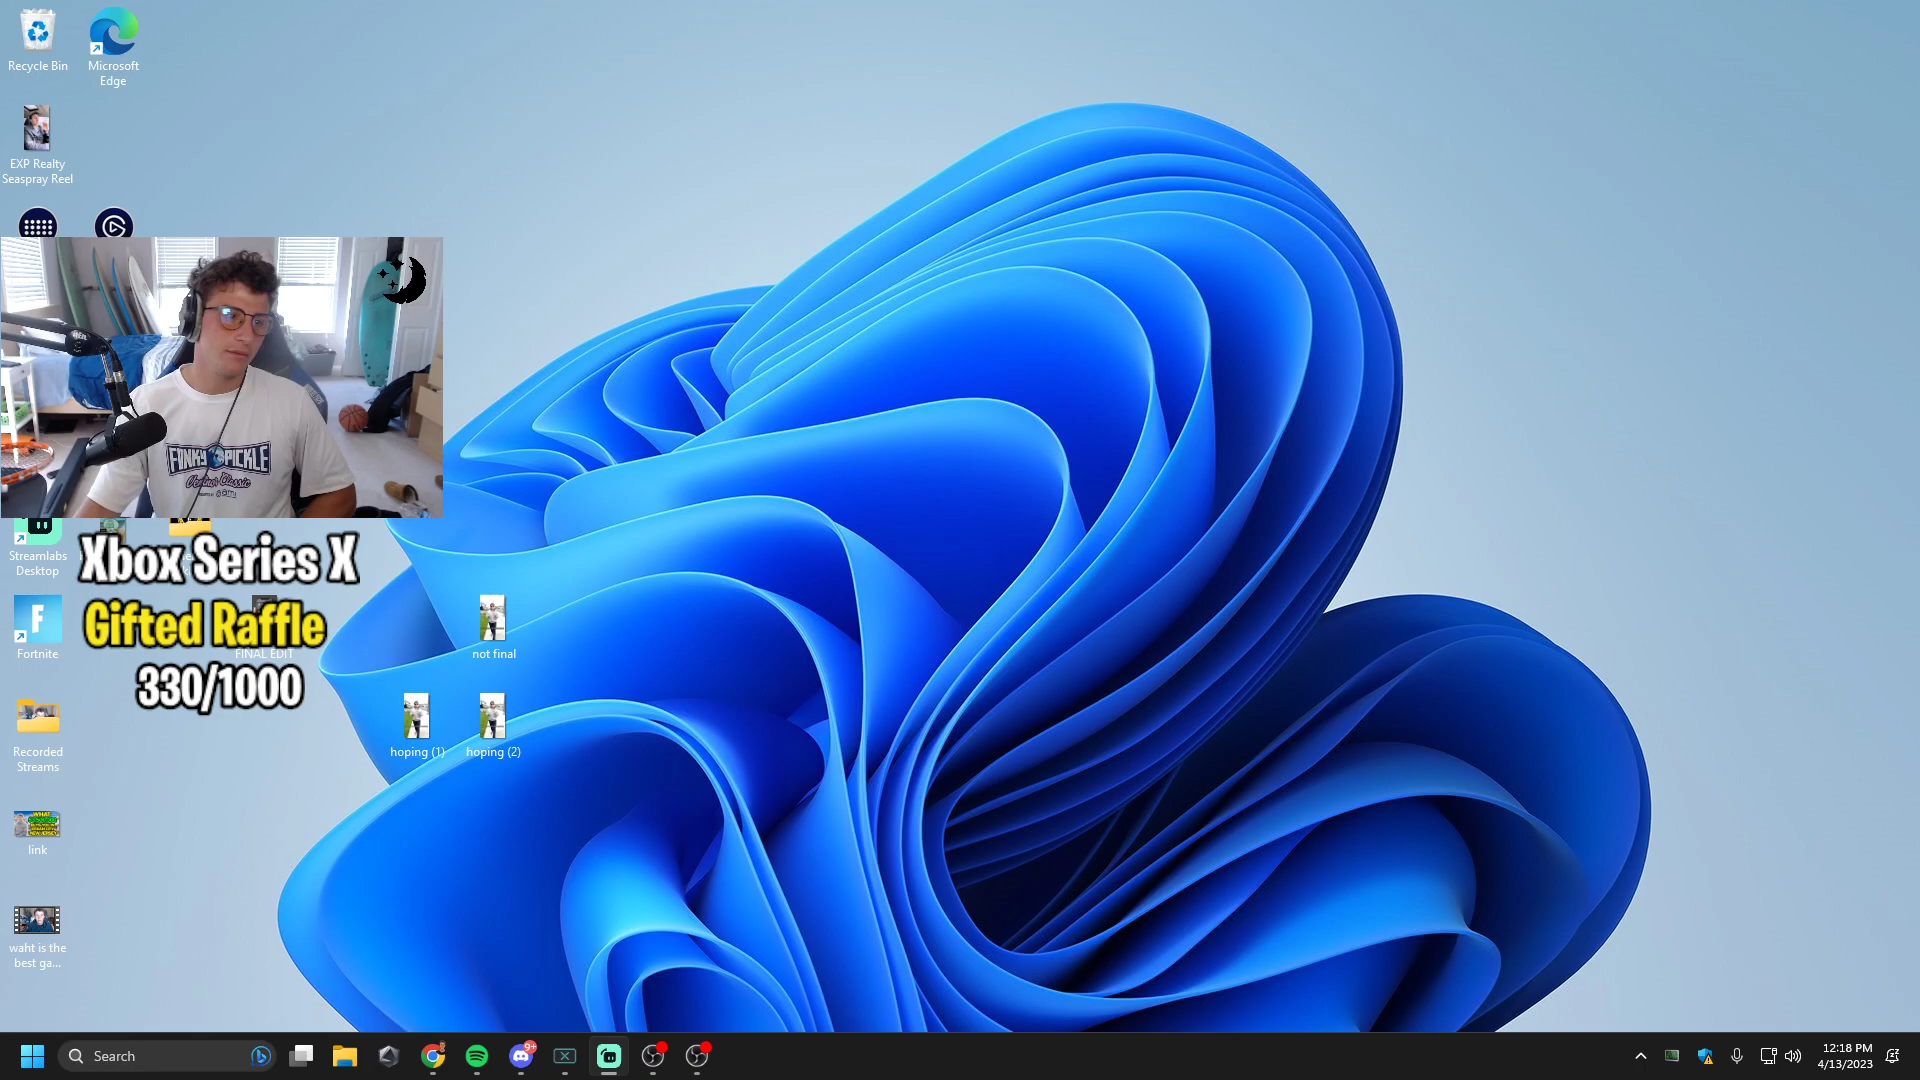 Recycle Bin
Microsoft
Edge
EXP Realty
Seaspray Reel
FUNKY PICKLE
Streamlabs
Desktop
Xbox Series X
Gifted Raffle
330/1000
Fortnite
FINAL EDIT
not final
Recorded
Streams
hoping (1)
hoping (2)
link
waht is the
best ga...
Search
9+
12:18 PM
4/13/2023